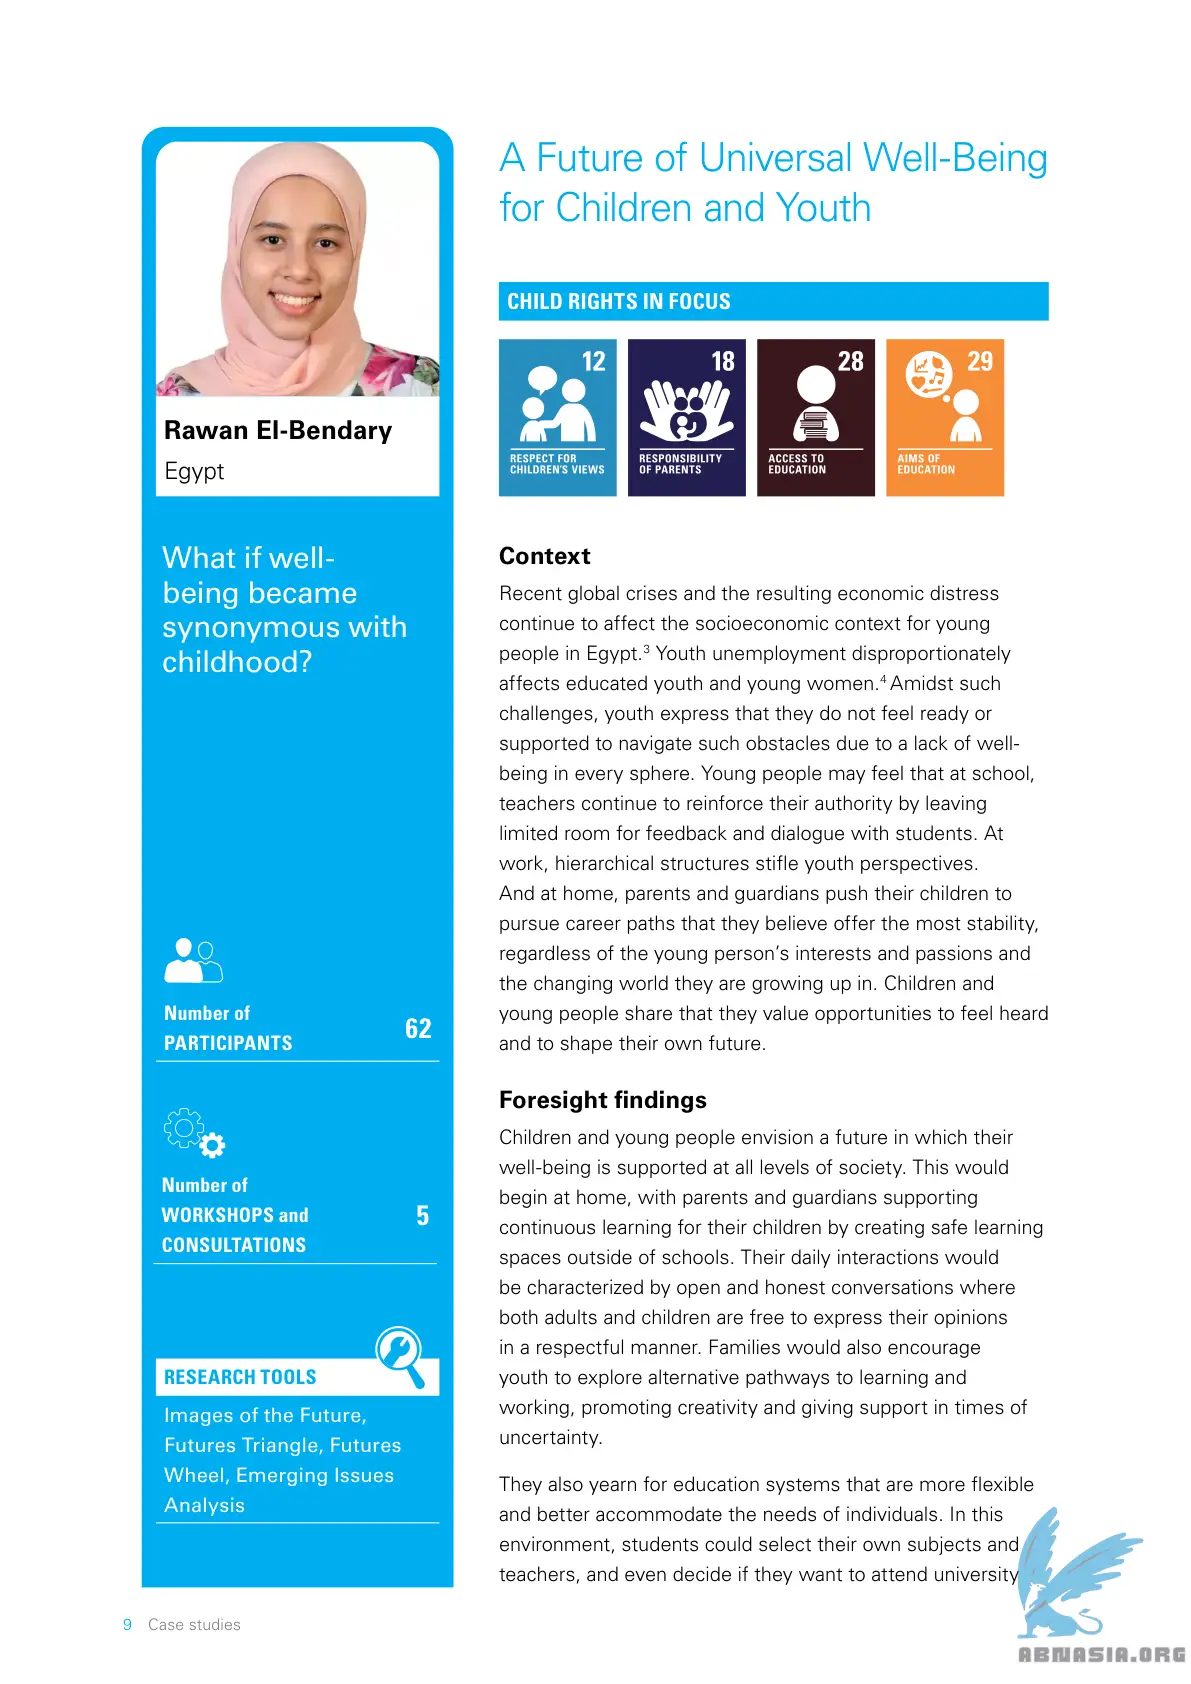 A Future of Universal Well-Being
for Children and Youth
Rawan El-Bendary
Egypt
What if well-
being became
synonymous with
childhood?
Number of
PARTICIPANTS
62
Number of
WORKSHOPS and
CONSULTATIONS
5
RESEARCH TOOLS
Images of the Future,
Futures Triangle, Futures
Wheel, Emerging Issues
Analysis
CHILD RIGHTS IN FOCUS
12
RESPECT FOR
CHILDREN'S VIEWS
18
RESPONSIBILITY
OF PARENTS
28
ACCESS TO
EDUCATION
29
AIMS OF
EDUCATION
Context
Recent global crises and the resulting economic distress
continue to affect the socioeconomic context for young
people in Egypt.³ Youth unemployment disproportionately
affects educated youth and young women.⁴ Amidst such
challenges, youth express that they do not feel ready or
supported to navigate such obstacles due to a lack of well-
being in every sphere. Young people may feel that at school,
teachers continue to reinforce their authority by leaving
limited room for feedback and dialogue with students. At
work, hierarchical structures stifle youth perspectives.
And at home, parents and guardians push their children to
pursue career paths that they believe offer the most stability,
regardless of the young person's interests and passions and
the changing world they are growing up in. Children and
young people share that they value opportunities to feel heard
and to shape their own future.
Foresight findings
Children and young people envision a future in which their
well-being is supported at all levels of society. This would
begin at home, with parents and guardians supporting
continuous learning for their children by creating safe learning
spaces outside of schools. Their daily interactions would
be characterized by open and honest conversations where
both adults and children are free to express their opinions
in a respectful manner. Families would also encourage
youth to explore alternative pathways to learning and
working, promoting creativity and giving support in times of
uncertainty.
They also yearn for education systems that are more flexible
and better accommodate the needs of individuals. In this
environment, students could select their own subjects and
teachers, and even decide if they want to attend university
9 Case studies
ABNASIA.ORG